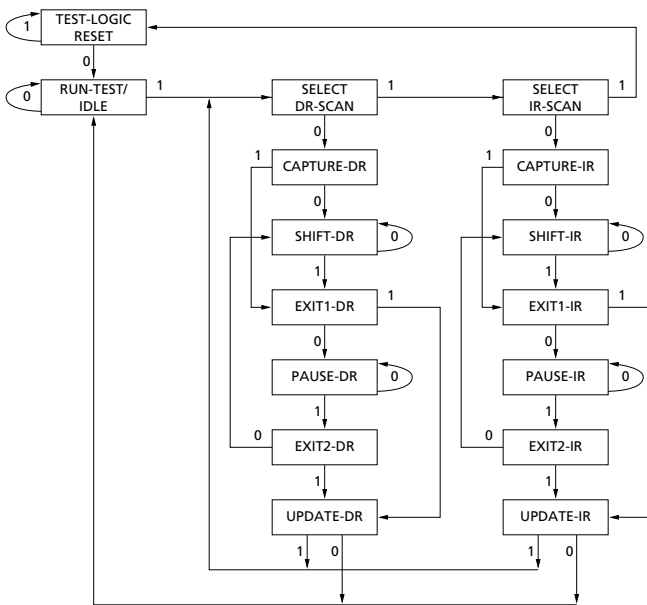 TEST-LOGIC
RESET
1
0
RUN-TEST/
IDLE
0
1
SELECT
DR-SCAN
1
SELECT
IR-SCAN
1
0
0
1
CAPTURE-DR
1
CAPTURE-IR
0
0
SHIFT-DR
0
SHIFT-IR
0
1
1
EXIT1-DR
1
EXIT1-IR
1
0
0
PAUSE-DR
0
PAUSE-IR
0
1
1
0
EXIT2-DR
0
EXIT2-IR
1
1
UPDATE-DR
UPDATE-IR
1
0
1
0